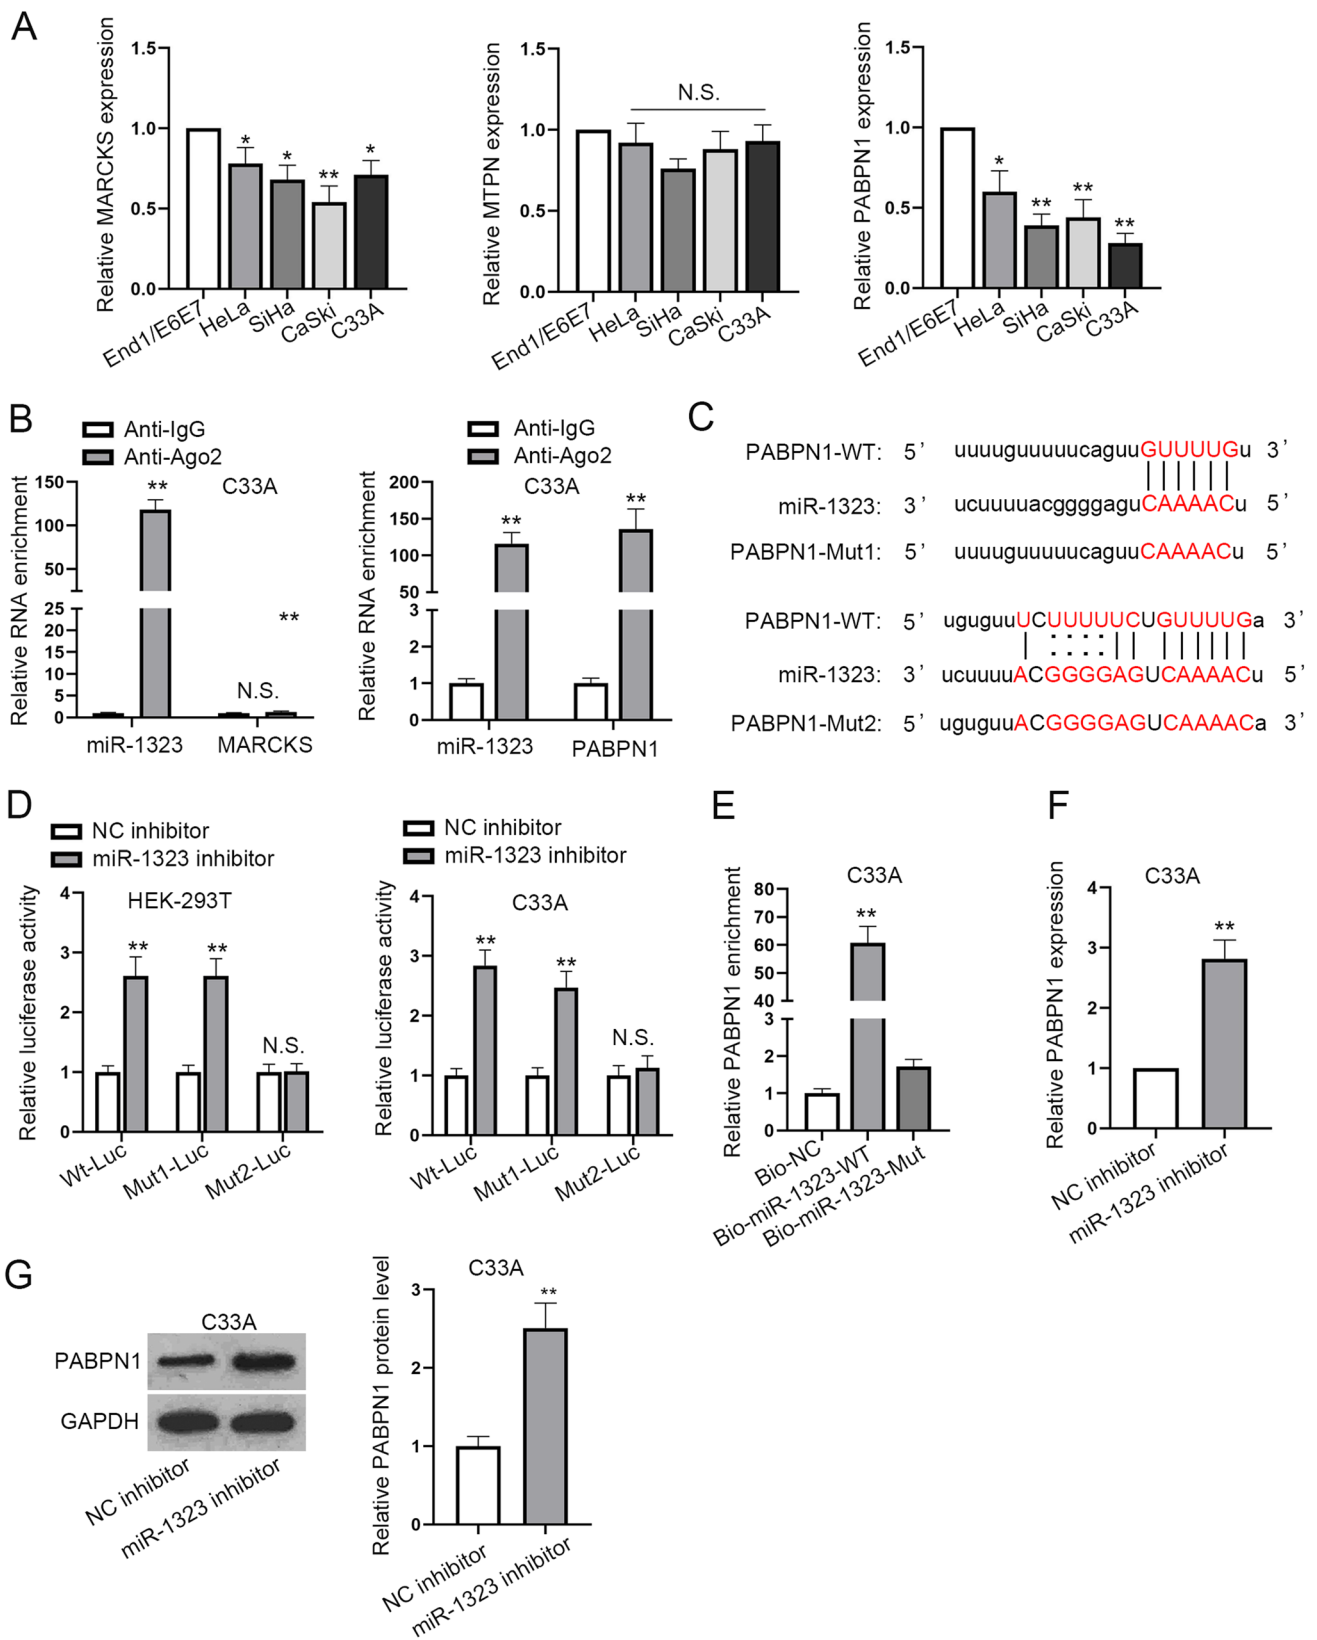 A
Relative MARCKS expression
1.5
1.0
0.5
0.0
* * ** *
End1/E6E7 HeLa SiHa CaSki C33A
Relative MTPN expression
1.5
1.0
0.5
0.0
N.S.
End1/E6E7 HeLa SiHa CaSki C33A
Relative PABPN1 expression
1.5
1.0
0.5
0.0
* ** ** **
End1/E6E7 HeLa SiHa CaSki C33A
B
Anti-IgG
Anti-Ago2
C33A
Relative RNA enrichment
150
100
50
25
20
15
10
5
0
**
**
N.S.
miR-1323 MARCKS
Anti-IgG
Anti-Ago2
C33A
Relative RNA enrichment
200
150
100
50
3
2
1
0
** **
miR-1323 PABPN1
C
PABPN1-WT: 5’ uuuuguuuuucaguuGUUUUGu 3’
miR-1323: 3’ ucuuuuacggggaguCAAAACu 5’
PABPN1-Mut1: 5’ uuuuguuuuucaguuCAAAACu 5’
PABPN1-WT: 5’ uguguuUCUUUUUCUGUUUUGa 3’
miR-1323: 3’ ucuuuuACGGGGAGUCAAAACu 5’
PABPN1-Mut2: 5’ uguguuACGGGGAGUCAAAACa 3’
D
NC inhibitor
miR-1323 inhibitor
HEK-293T
Relative luciferase activity
4
3
2
1
0
** ** N.S.
Wt-Luc Mut1-Luc Mut2-Luc
NC inhibitor
miR-1323 inhibitor
C33A
Relative luciferase activity
4
3
2
1
0
** ** N.S.
Wt-Luc Mut1-Luc Mut2-Luc
E
C33A
Relative PABPN1 enrichment
80
70
60
50
40
3
2
1
0
**
Bio-NC Bio-miR-1323-WT Bio-miR-1323-Mut
F
C33A
Relative PABPN1 expression
4
3
2
1
0
**
NC inhibitor miR-1323 inhibitor
G
C33A
PABPN1
GAPDH
NC inhibitor miR-1323 inhibitor
C33A
Relative PABPN1 protein level
3
2
1
0
**
NC inhibitor miR-1323 inhibitor